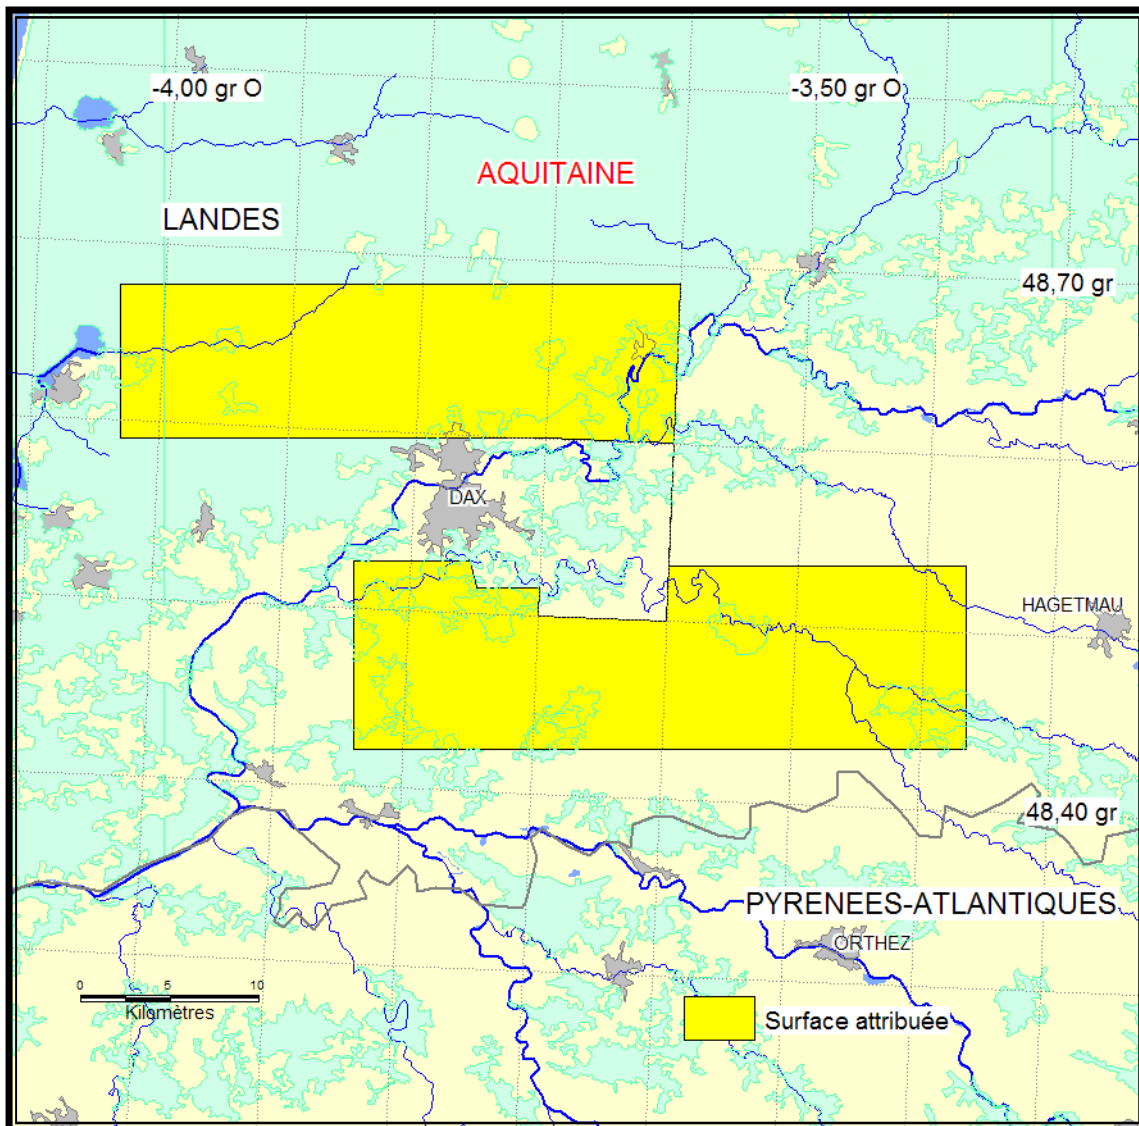 -4,00 gr O
-3,50 gr O
AQUITAINE
LANDES
48,70 gr
DAX
HAGETMAU
48,40 gr
PYRENEES-ATLANTIQUES
ORTHEZ
0 5 10
Kilomètres
Surface attribuée